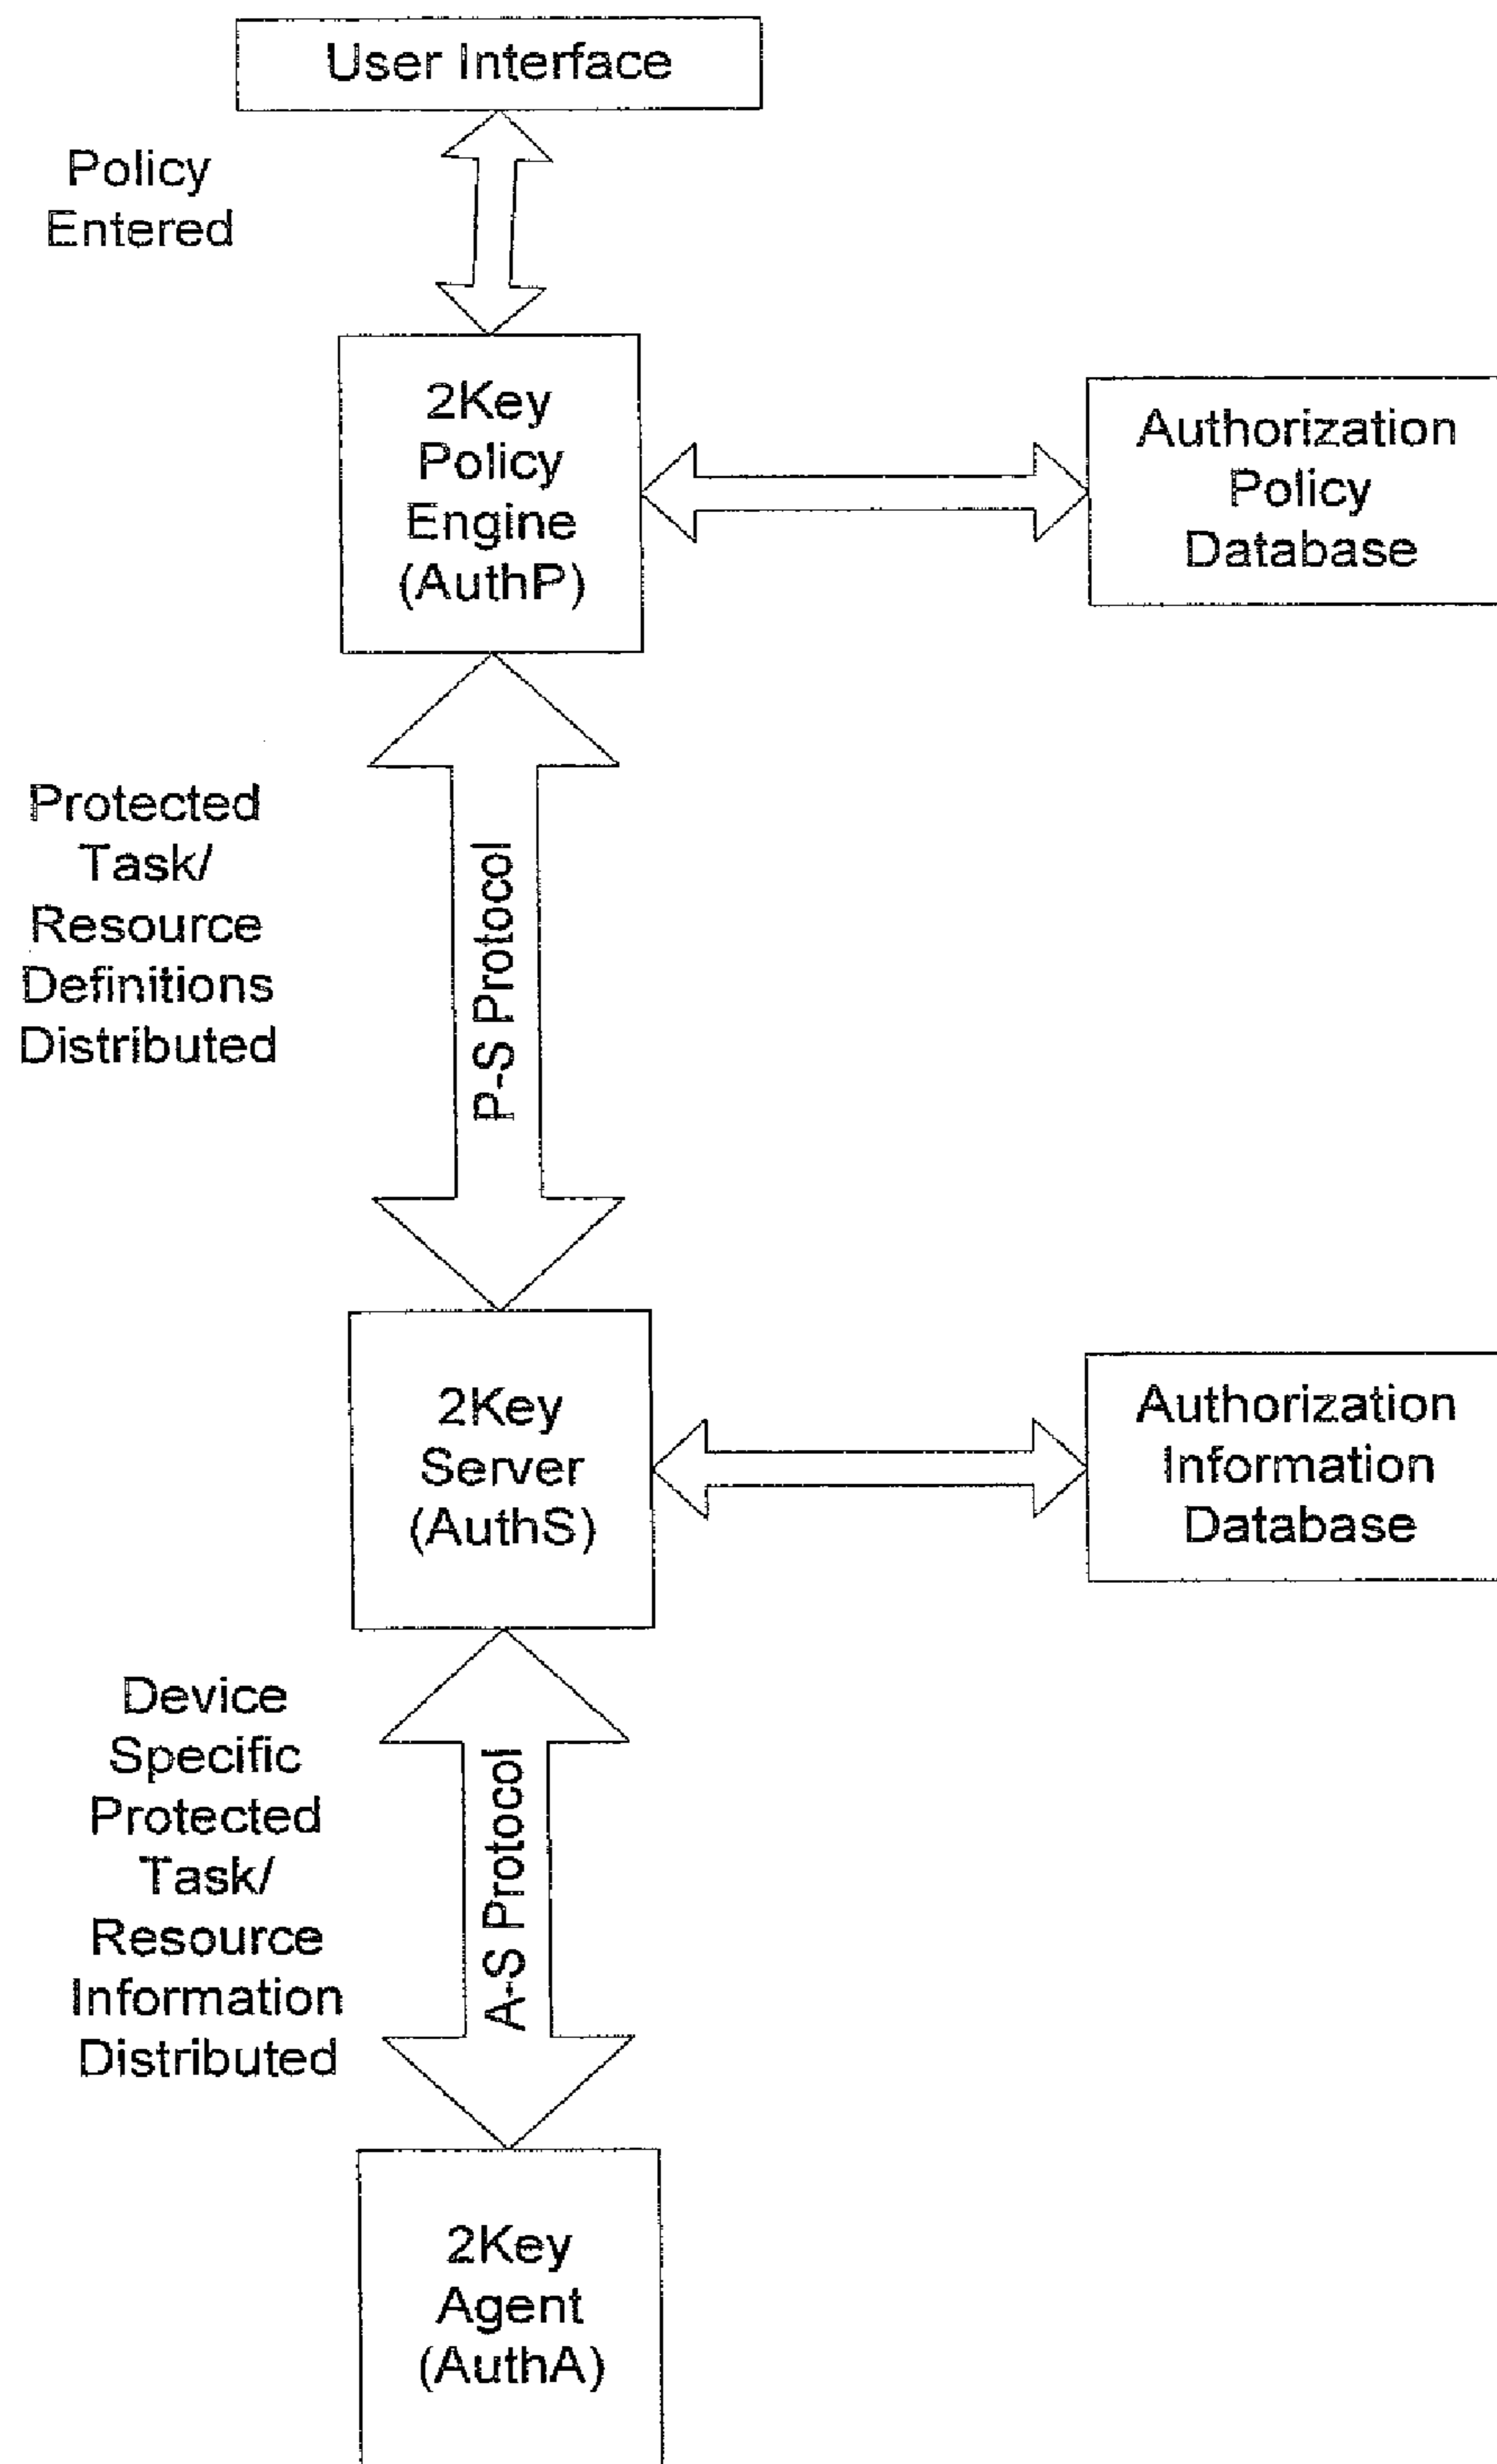 User Interface
Policy
Entered
2Key
Policy
Engine
(AuthP)
Authorization
Policy
Database
Protected
Task/
Resource
Definitions
Distributed
P-S Protocol
2Key
Server
(AuthS)
Authorization
Information
Database
Device
Specific
Protected
Task/
Resource
Information
Distributed
A-S Protocol
2Key
Agent
(AuthA)